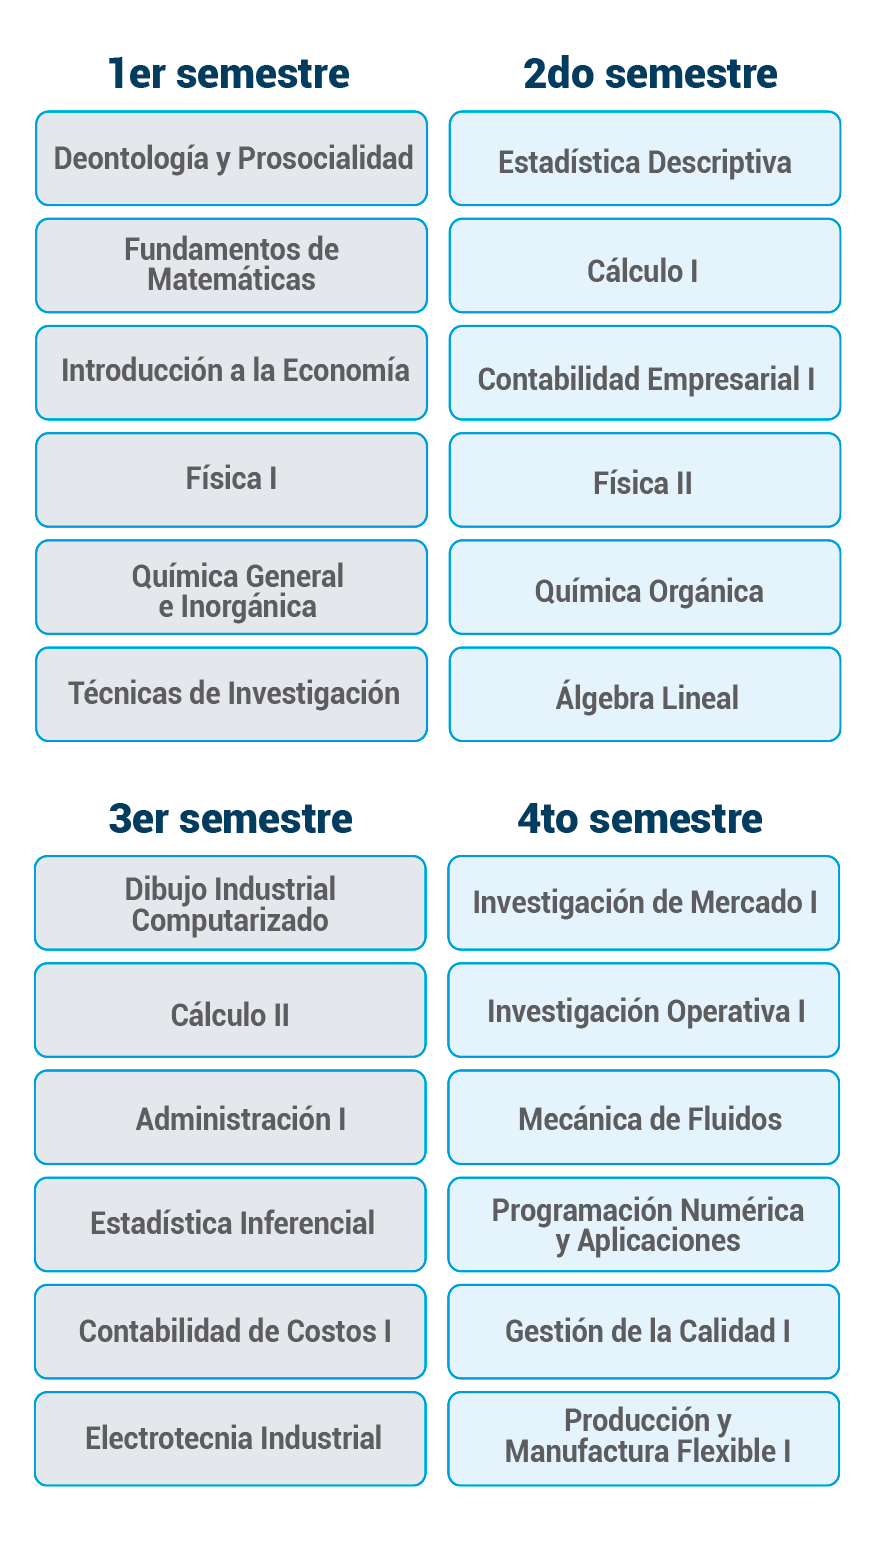 1er semestre
Deontología y Prosocialidad
Fundamentos de
Matemáticas
Introducción a la Economía
Física I
Química General
e Inorgánica
Técnicas de Investigación
2do semestre
Estadística Descriptiva
Cálculo I
Contabilidad Empresarial I
Física II
Química Orgánica
Álgebra Lineal
3er semestre
Dibujo Industrial
Computarizado
Cálculo II
Administración I
Estadística Inferencial
Contabilidad de Costos I
Electrotecnia Industrial
4to semestre
Investigación de Mercado I
Investigación Operativa I
Mecánica de Fluidos
Programación Numérica
y Aplicaciones
Gestión de la Calidad I
Producción y
Manufactura Flexible I